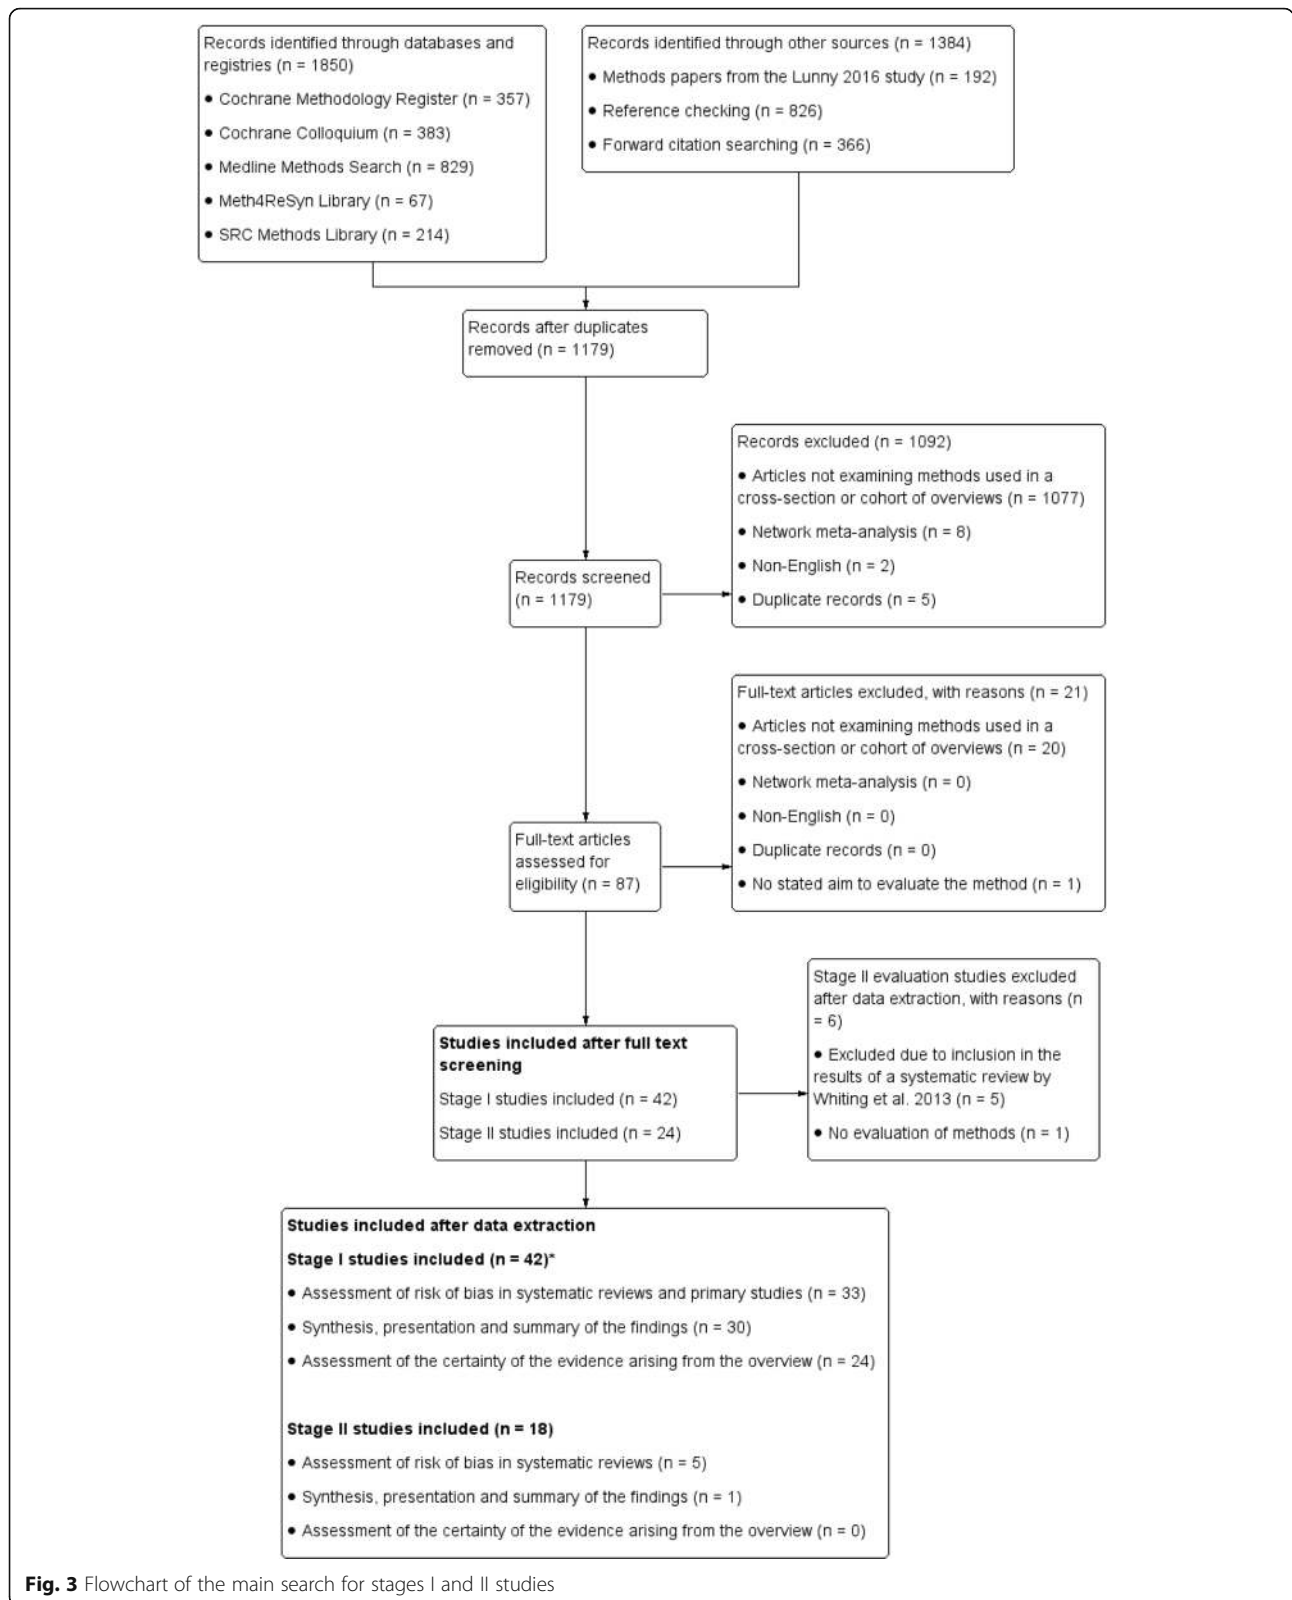 Records identified through databases and
registries (n = 1850)
● Cochrane Methodology Register (n = 357)
● Cochrane Colloquium (n = 383)
● Medline Methods Search (n = 829)
● Meth4ReSyn Library (n = 67)
● SRC Methods Library (n = 214)
Records identified through other sources (n = 1384)
● Methods papers from the Lunny 2016 study (n = 192)
● Reference checking (n = 826)
● Forward citation searching (n = 366)
Records after duplicates
removed (n = 1179)
Records screened
(n = 1179)
Records excluded (n = 1092)
● Articles not examining methods used in a
cross-section or cohort of overviews (n = 1077)
● Network meta-analysis (n = 8)
● Non-English (n = 2)
● Duplicate records (n = 5)
Full-text articles
assessed for
eligibility (n = 87)
Full-text articles excluded, with reasons (n = 21)
● Articles not examining methods used in a
cross-section or cohort of overviews (n = 20)
● Network meta-analysis (n = 0)
● Non-English (n = 0)
● Duplicate records (n = 0)
● No stated aim to evaluate the method (n = 1)
Studies included after full text
screening
Stage I studies included (n = 42)
Stage II studies included (n = 24)
Stage II evaluation studies excluded
after data extraction, with reasons (n
= 6)
● Excluded due to inclusion in the
results of a systematic review by
Whiting et al. 2013 (n = 5)
● No evaluation of methods (n = 1)
Studies included after data extraction
Stage I studies included (n = 42)*
● Assessment of risk of bias in systematic reviews and primary studies (n = 33)
● Synthesis, presentation and summary of the findings (n = 30)
● Assessment of the certainty of the evidence arising from the overview (n = 24)
Stage II studies included (n = 18)
● Assessment of risk of bias in systematic reviews (n = 5)
● Synthesis, presentation and summary of the findings (n = 1)
● Assessment of the certainty of the evidence arising from the overview (n = 0)
Fig. 3 Flowchart of the main search for stages I and II studies